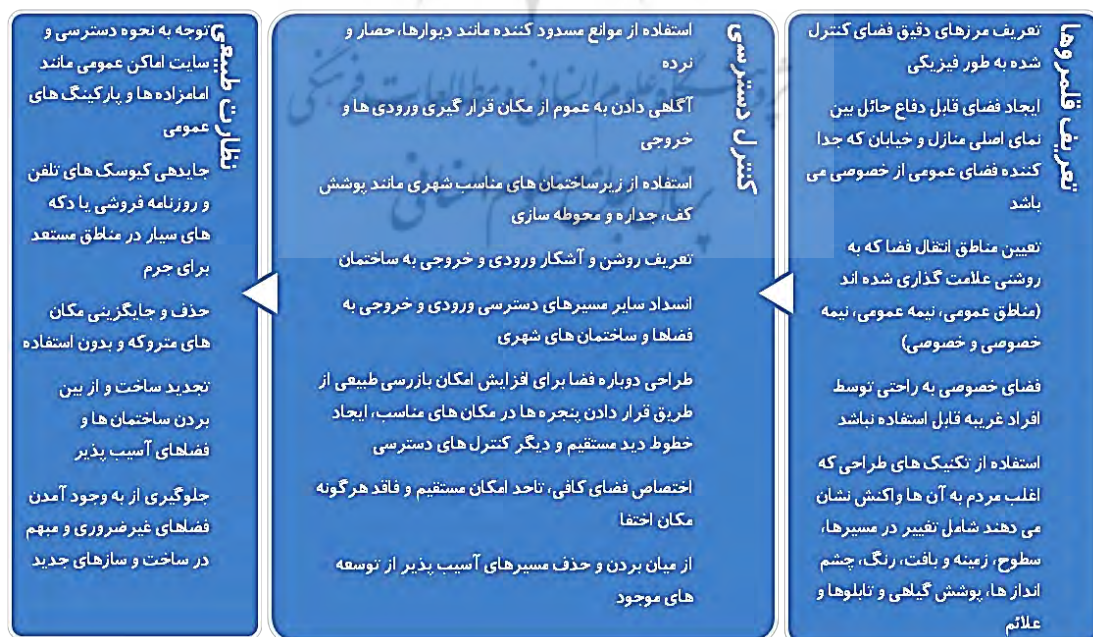 تعریف قلمروها
تعریف مرزهای دقیق فضای کنترل
شده به طور فیزیکی
ایجاد فضای قابل دفاع حائل بین
نمای اصلی منازل و خیابان که جدا
کننده فضای عمومی از خصوصی می
باشد
تعیین مناطق انتقال فضا که به
روشنی علامت گذاری شده اند
(مناطق عمومی، نیمه عمومی، نیمه
خصوصی و خصوصی)
فضای خصوصی به راحتی توسط
افراد غریبه قابل استفاده نباشد
استفاده از تکنیک های طراحی که
اغلب مردم به آن ها واکنش نشان
می دهند شامل تغییر در مسیرها،
سطوح، زمینه و بافت، رنگ، چشم
انداز ها، پوشش گیاهی و تابلوها و
علائم
کنترل دسترسی
استفاده از موانع مسدود کننده مانند دیوارها، حصار و
نرده
آگاهی دادن به عموم از مکان قرار گیری ورودی ها و
خروجی
استفاده از زیرساختمان های مناسب شهری مانند پوشش
کف، جداره و محوطه سازی
تعریف روشن و آشکار ورودی و خروجی به ساختمان
انسداد سایر مسیرهای دسترسی ورودی و خروجی به
فضاها و ساختمان های شهری
طراحی دوباره فضا برای افزایش امکان بازرسی طبیعی از
طریق قرار دادن پنجره ها در مکان های مناسب، ایجاد
خطوط دید مستقیم و دیگر کنترل های دسترسی
اختصاص فضای کافی، تاحد امکان مستقیم و فاقد هرگونه
مکان اختفا
از میان بردن و حذف مسیرهای آسیب پذیر از توسعه
های موجود
نظارت طبیعی
توجه به نحوه دسترسی و
سایت اماکن عمومی مانند
امامزاده ها و پارکینگ های
عمومی
جایدهی کیوسک های تلفن
و روزنامه فروشی یا دکه
های سیار در مناطق مستعد
برای جرم
حذف و جایگزینی مکان
های متروکه و بدون استفاده
تجدید ساخت و از بین
بردن ساختمان ها و
فضاهای آسیب پذیر
جلوگیری از به وجود آمدن
فضاهای غیرضروری و مبهم
در ساخت و سازهای جدید
پژوهشگاه علوم انسانی و مطالعات فرهنگی
پرتال جامع علوم انسانی